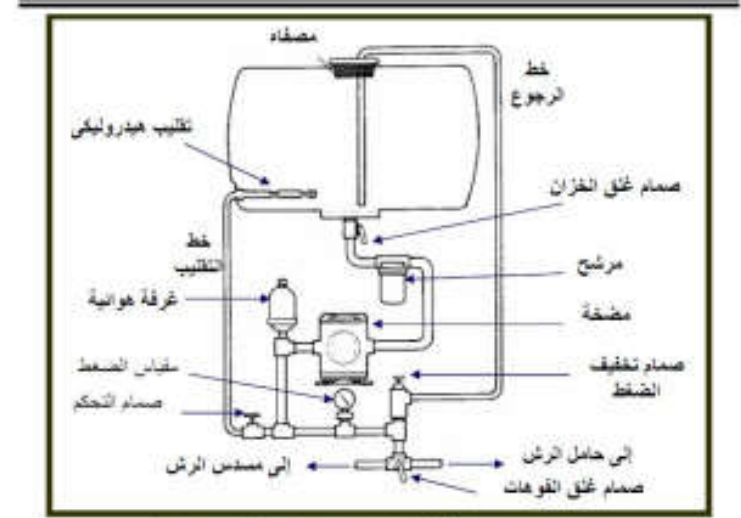 مصفاه
خط
الرجوع
تقليب هيدروليكى
صمام غلق الخزان
خط
التقليب
مرشح
غرفة هوائية
مضخة
مقياس الضغط
صمام تخفيف
الضغط
صمام التحكم
إلى حامل الرش
إلى مسدس الرش
صمام غلق الفوهات